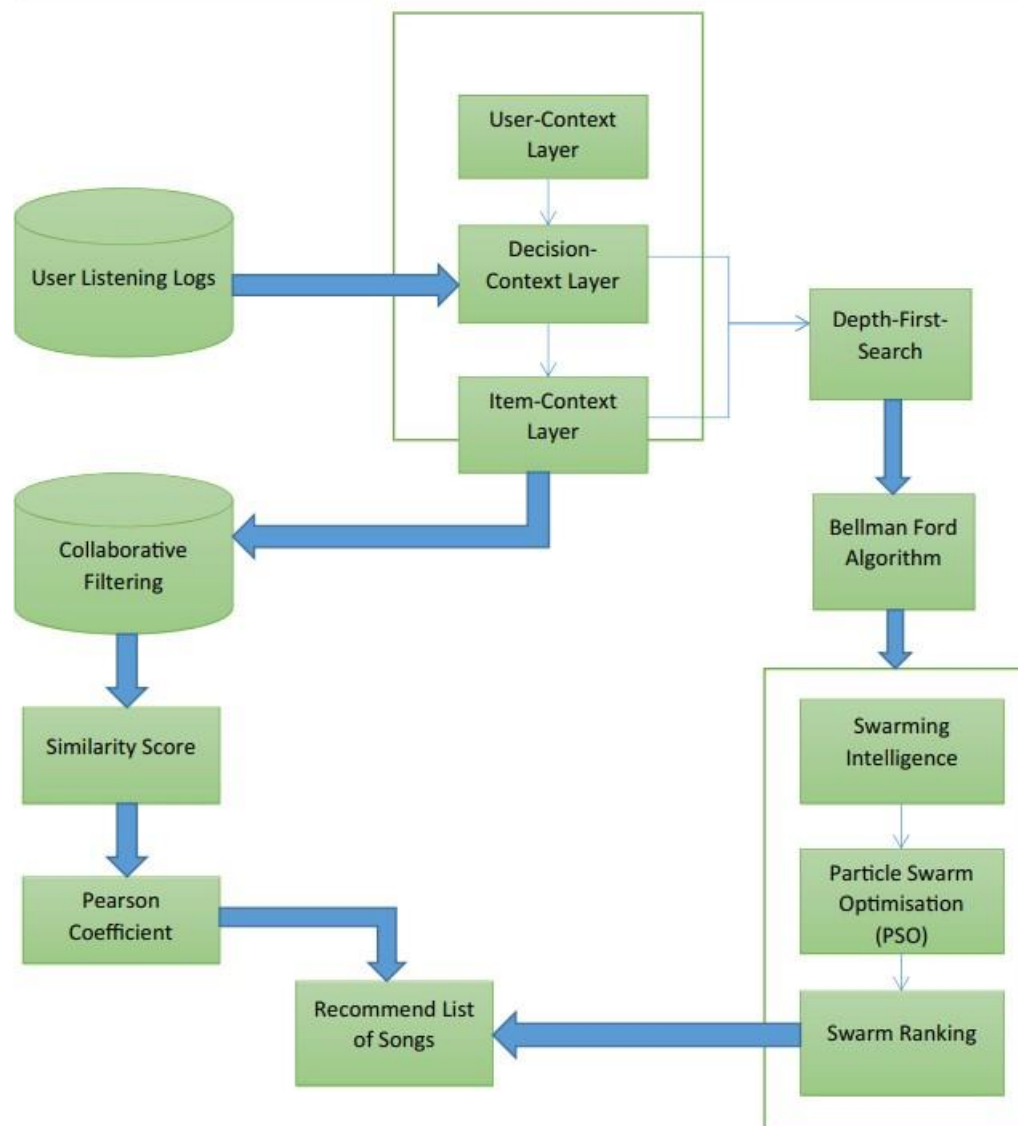 User-Context
Layer
User Listening Logs
Decision-
Context Layer
Depth-First-
Search
Item-Context
Layer
Collaborative
Filtering
Bellman Ford
Algorithm
Similarity Score
Swarming
Intelligence
Pearson
Coefficient
Particle Swarm
Optimisation
(PSO)
Recommend List
of Songs
Swarm Ranking